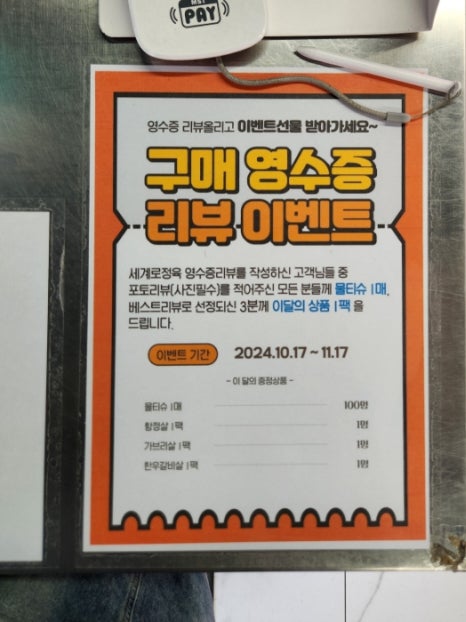 PAY
영수증 리뷰올리고 이벤트선물 받아가세요~
구매 영수증
리뷰 이벤트
세계로정육 영수증리뷰를 작성하신 고객님들 중
포토리뷰(사진필수)를 적어주신 모든 분들께 물티슈 1매,
베스트리뷰로 선정되신 3분께 이달의 상품 1팩 을
드립니다.
이벤트 기간 2024.10.17 ~ 11.17
- 이 달의 증정상품 -
물티슈 1매 100명
항정살 1팩 1명
가브리살 1팩 1명
한우갈비살 1팩 1명